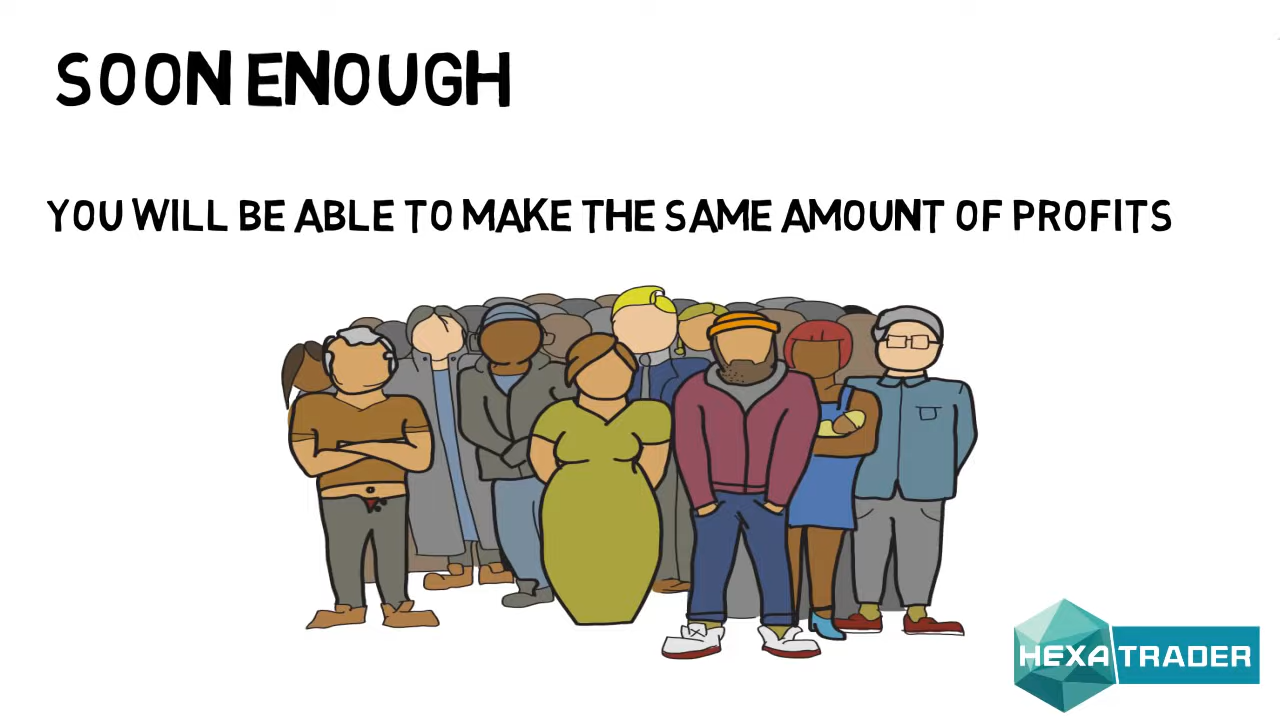 SOON ENOUGH
YOU WILL BE ABLE TO MAKE THE SAME AMOUNT OF PROFITS
HEXATRADER